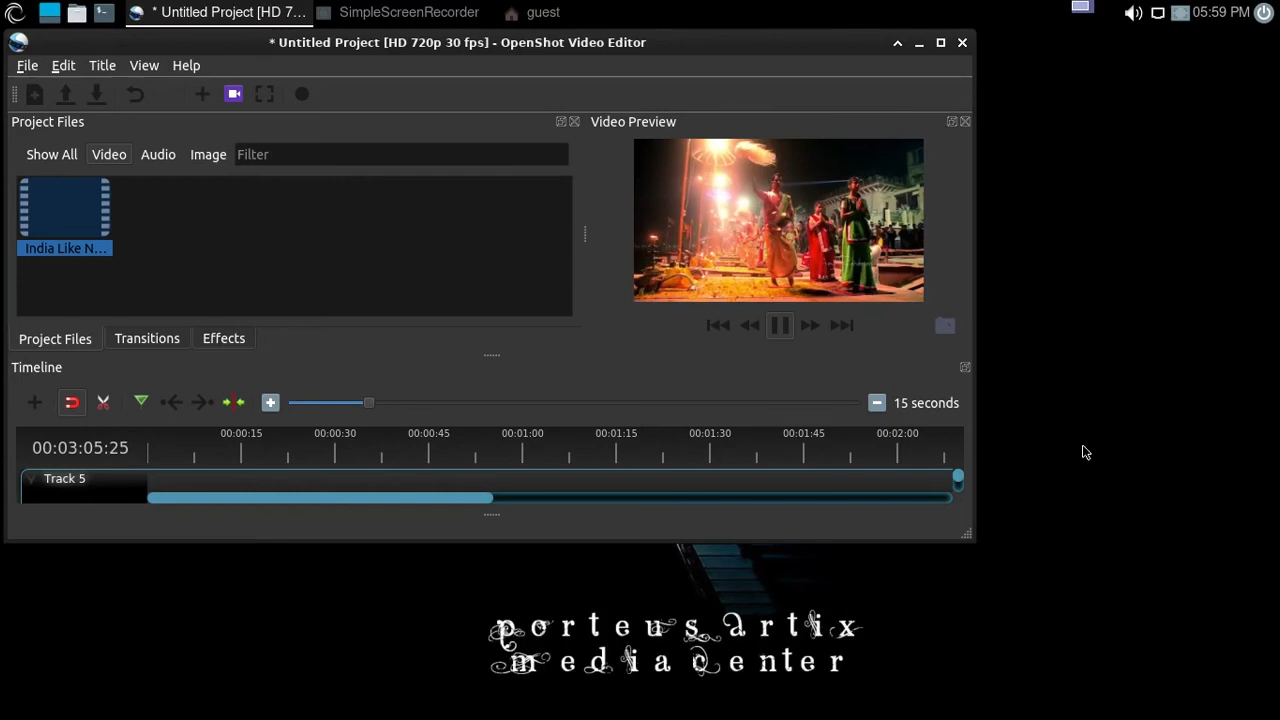 * Untitled Project [HD 7...
SimpleScreenRecorder
guest
05:59 PM
* Untitled Project [HD 720p 30 fps] - OpenShot Video Editor
File Edit Title View Help
Project Files
Video Preview
Show All Video Audio Image Filter
India Like N...
Project Files Transitions Effects
Timeline
15 seconds
00:03:05:25
00:00:15 00:00:30 00:00:45 00:01:00 00:01:15 00:01:30 00:01:45 00:02:00
Track 5
porteus artix
media center